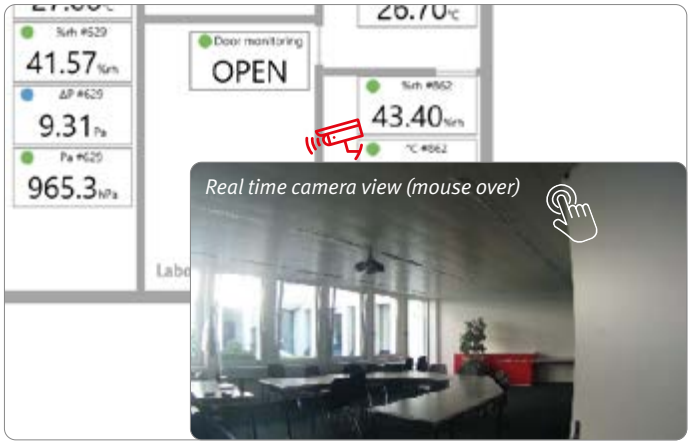 %rh #629
41.57%rh
ΔP #629
9.31Pa
Pa #629
965.3hPa
Door monitoring
OPEN
26.70°C
%rh #862
43.40%rh
°C #862
Labo
Real time camera view (mouse over)